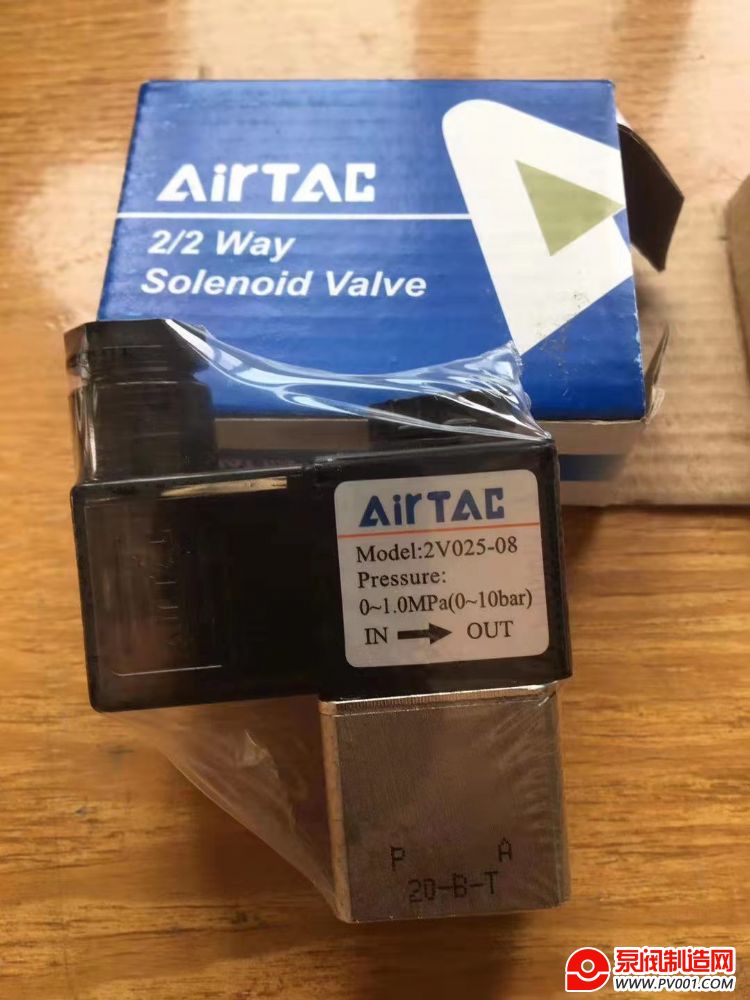 AirTAC
2/2 Way
Solenoid Valve
AirTAC
Model:2V025-08
Pressure:
0~1.0MPa(0~10bar)
IN OUT
P A
20-B-T
泵阀制造网
WWW.PV001.COM